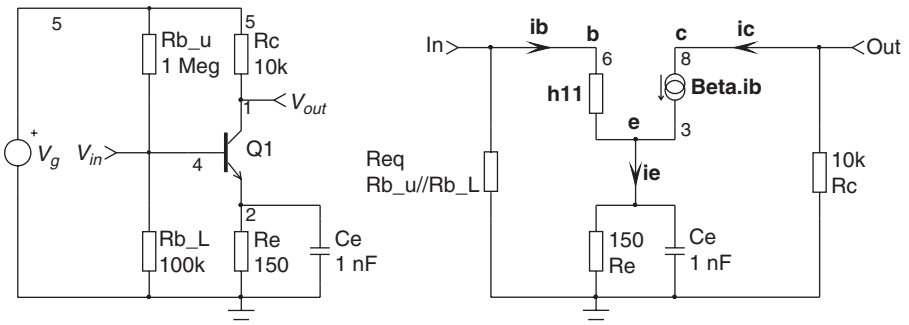 5
5
Rb_u
1 Meg
Rc
10k
1
Vout
+
Vg
Vin
4
Q1
2
Rb_L
100k
Re
150
Ce
1 nF
In
ib
b
c
ic
Out
6
8
h11
Beta.ib
e
3
Req
Rb_u//Rb_L
ie
10k
Rc
150
Re
Ce
1 nF